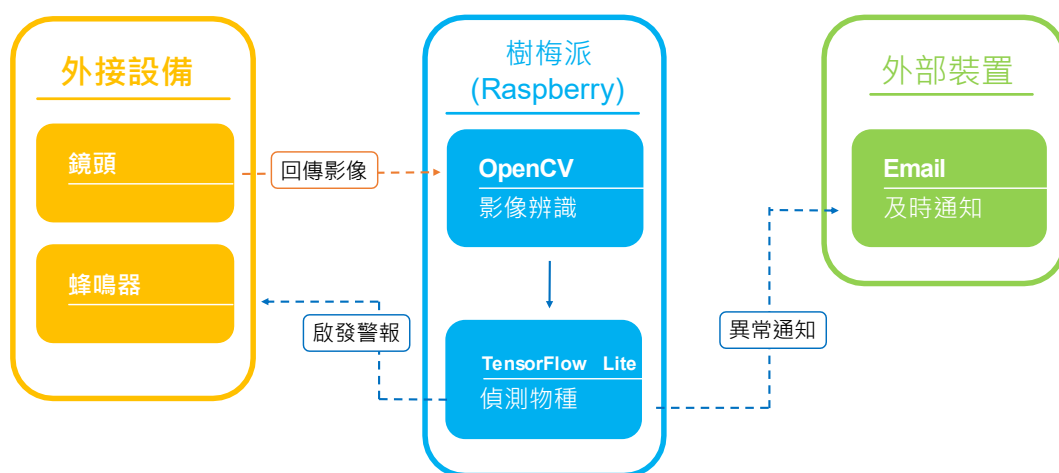 外接設備
鏡頭
蜂鳴器
回傳影像
啟發警報
樹梅派
(Raspberry)
OpenCV
影像辨識
TensorFlow Lite
偵測物種
異常通知
外部裝置
Email
及時通知